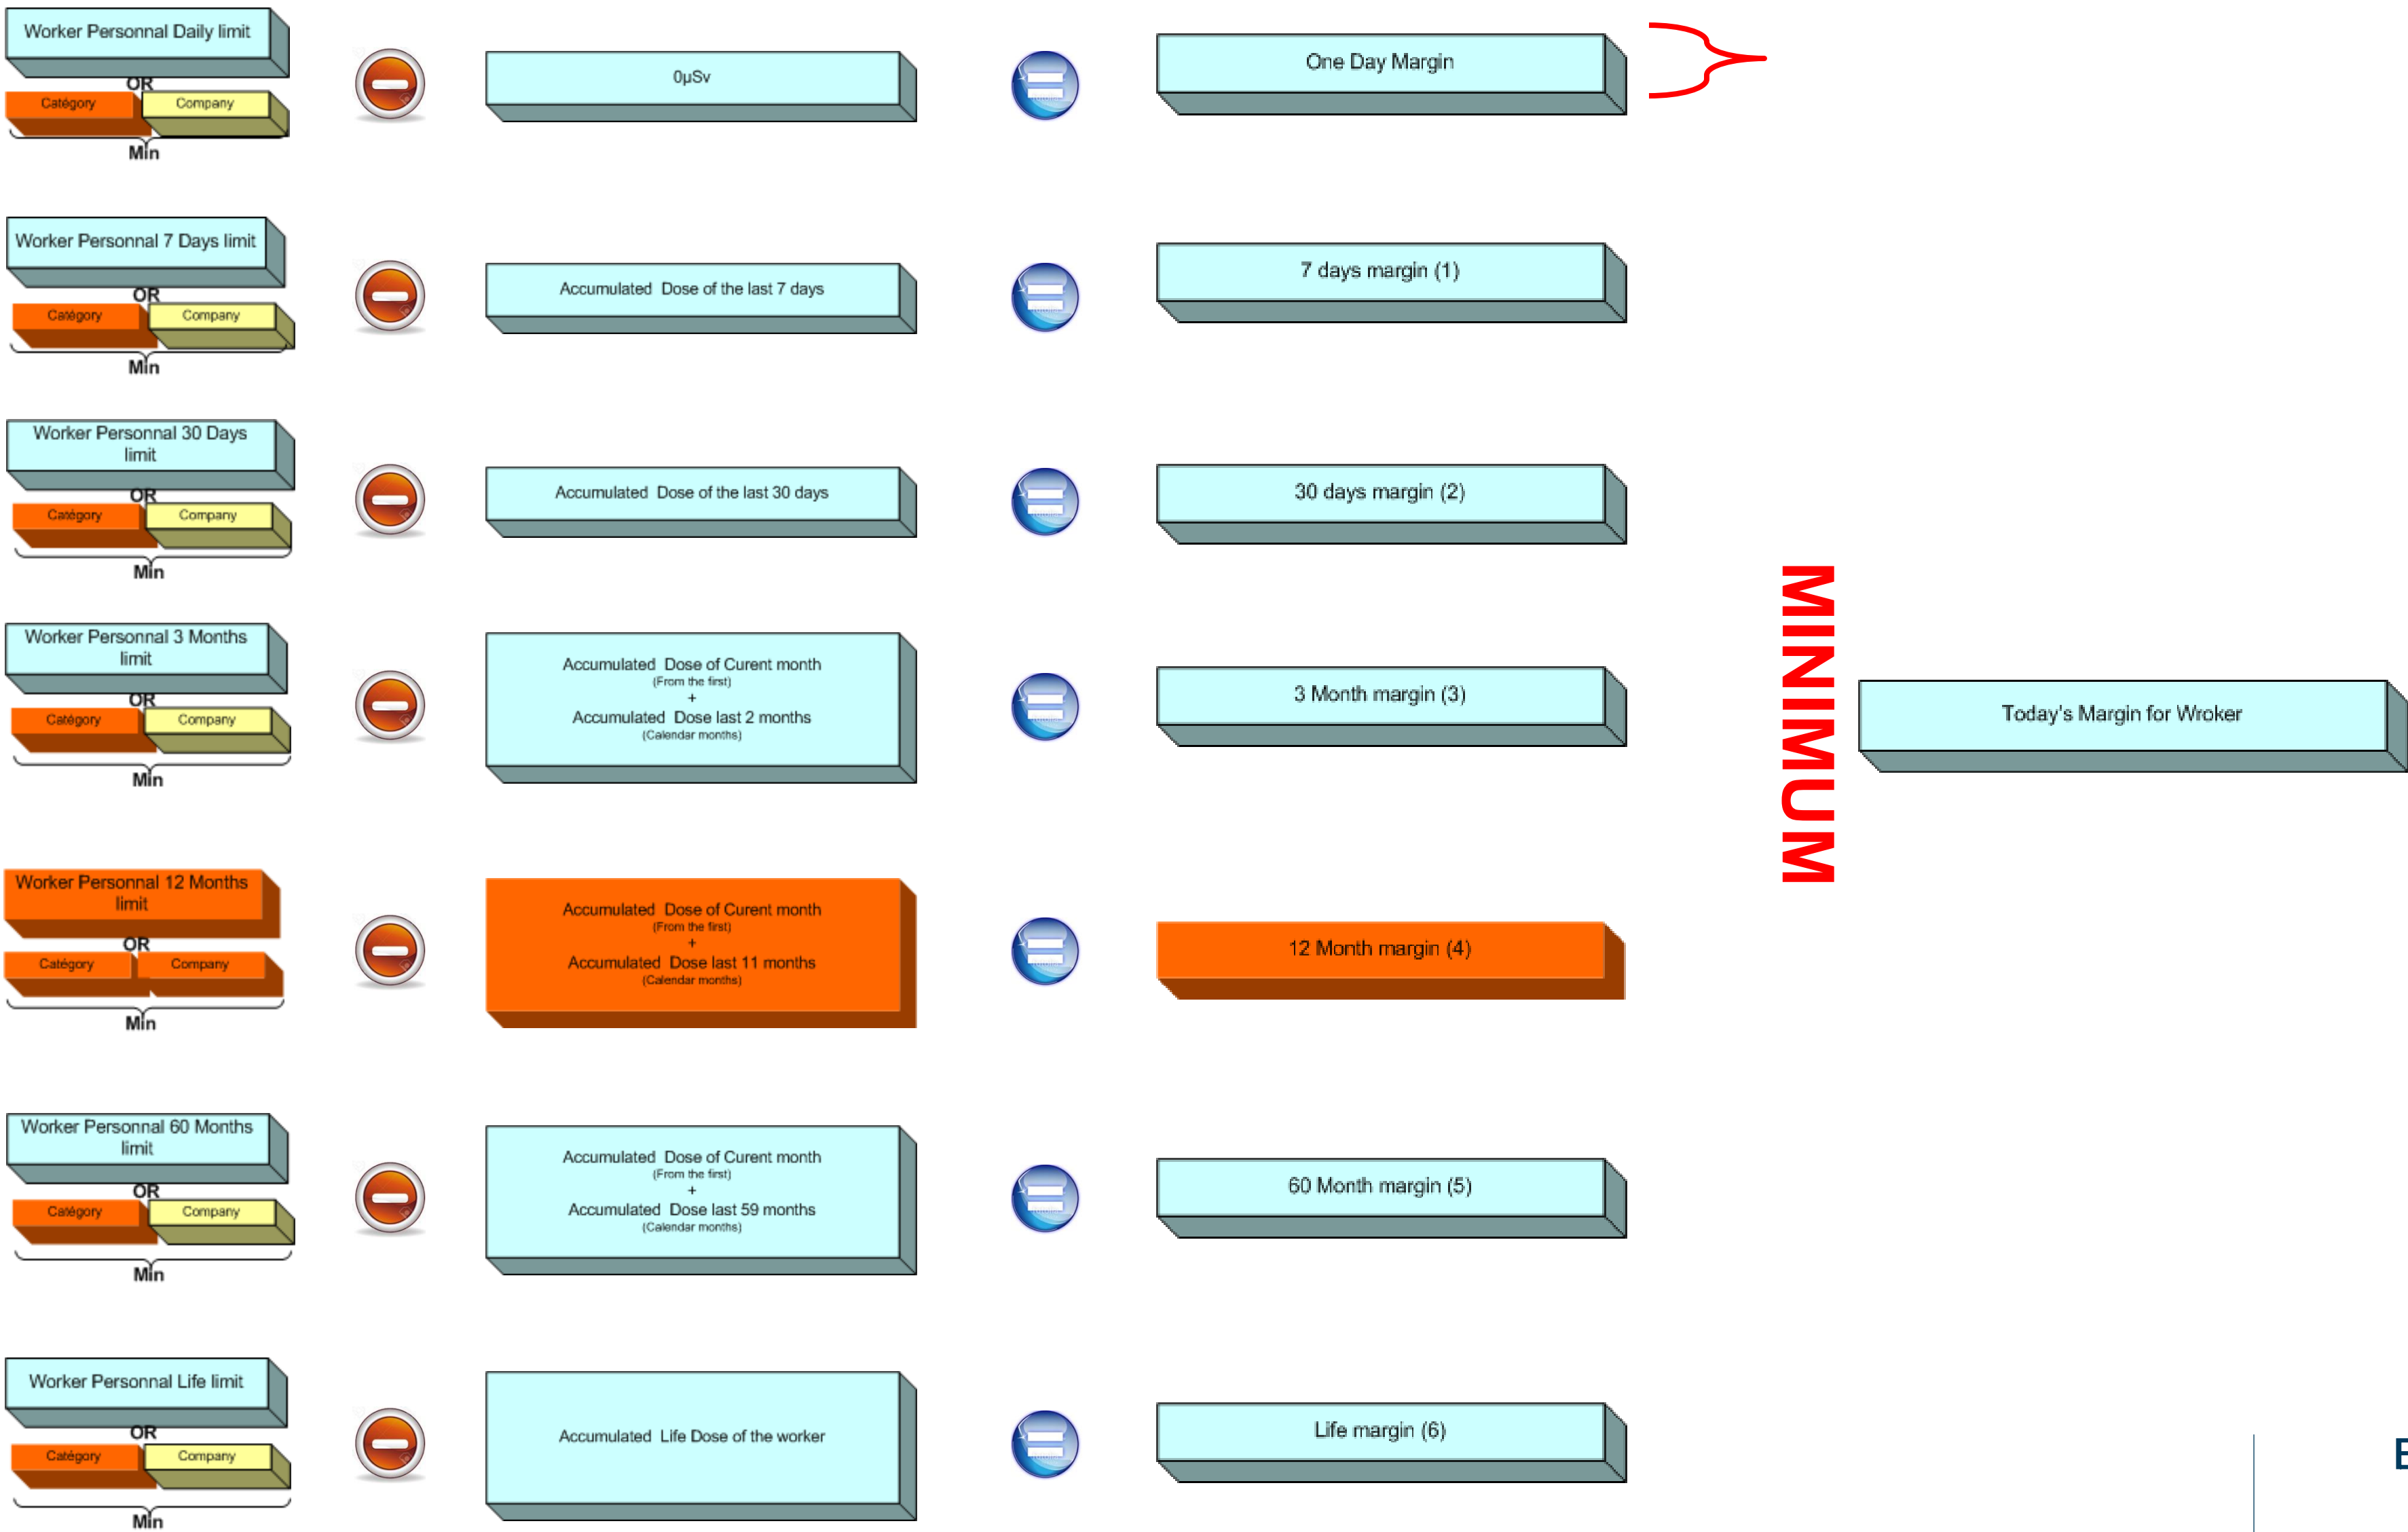 Worker Personnal Daily limit
OR
Catégory
Company
Min
0µSv
One Day Margin
Worker Personnal 7 Days limit
OR
Catégory
Company
Min
Accumulated Dose of the last 7 days
7 days margin (1)
Worker Personnal 30 Days
limit
OR
Catégory
Company
Min
Accumulated Dose of the last 30 days
30 days margin (2)
Worker Personnal 3 Months
limit
OR
Catégory
Company
Min
Accumulated Dose of Curent month
(From the first)
+
Accumulated Dose last 2 months
(Calendar months)
3 Month margin (3)
MINIMUM
Today's Margin for Wroker
Worker Personnal 12 Months
limit
OR
Catégory
Company
Min
Accumulated Dose of Curent month
(From the first)
+
Accumulated Dose last 11 months
(Calendar months)
12 Month margin (4)
Worker Personnal 60 Months
limit
OR
Catégory
Company
Min
Accumulated Dose of Curent month
(From the first)
+
Accumulated Dose last 59 months
(Calendar months)
60 Month margin (5)
Worker Personnal Life limit
OR
Catégory
Company
Min
Accumulated Life Dose of the worker
Life margin (6)